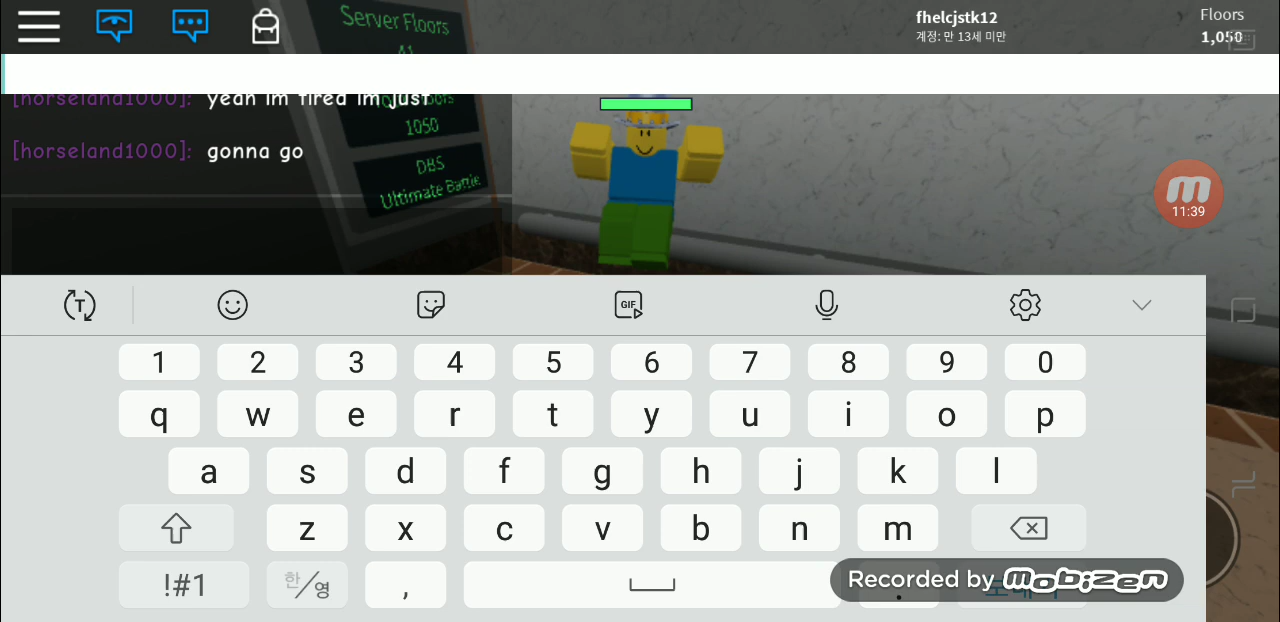 Server Floors
41
fhelcjstk12
계정: 만 13세 미만
Floors
1,050
[horseland1000]: yeah im tired im just
[horseland1000]: gonna go
1050
DBS
Ultimate Battle
11:39
T
GIF
1 2 3 4 5 6 7 8 9 0
q w e r t y u i o p
a s d f g h j k l
z x c v b n m
!#1 한/영 , .
Recorded by mobizen